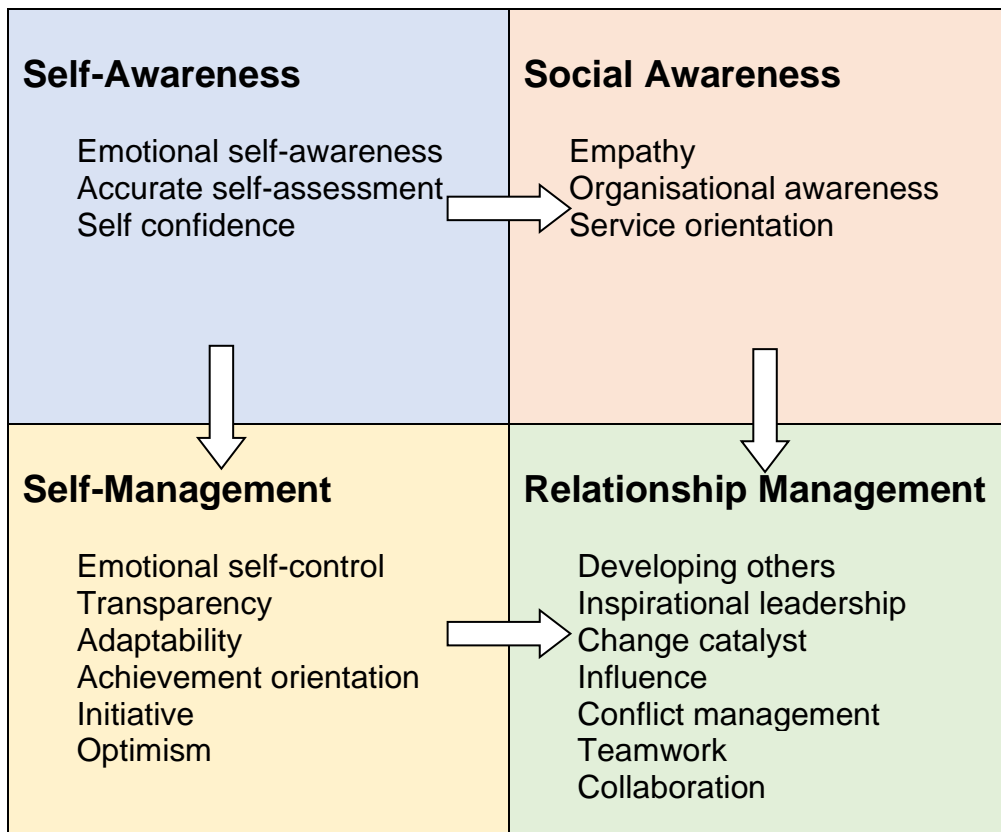 Self-Awareness
Emotional self-awareness
Accurate self-assessment
Self confidence
Social Awareness
Empathy
Organisational awareness
Service orientation
Self-Management
Emotional self-control
Transparency
Adaptability
Achievement orientation
Initiative
Optimism
Relationship Management
Developing others
Inspirational leadership
Change catalyst
Influence
Conflict management
Teamwork
Collaboration